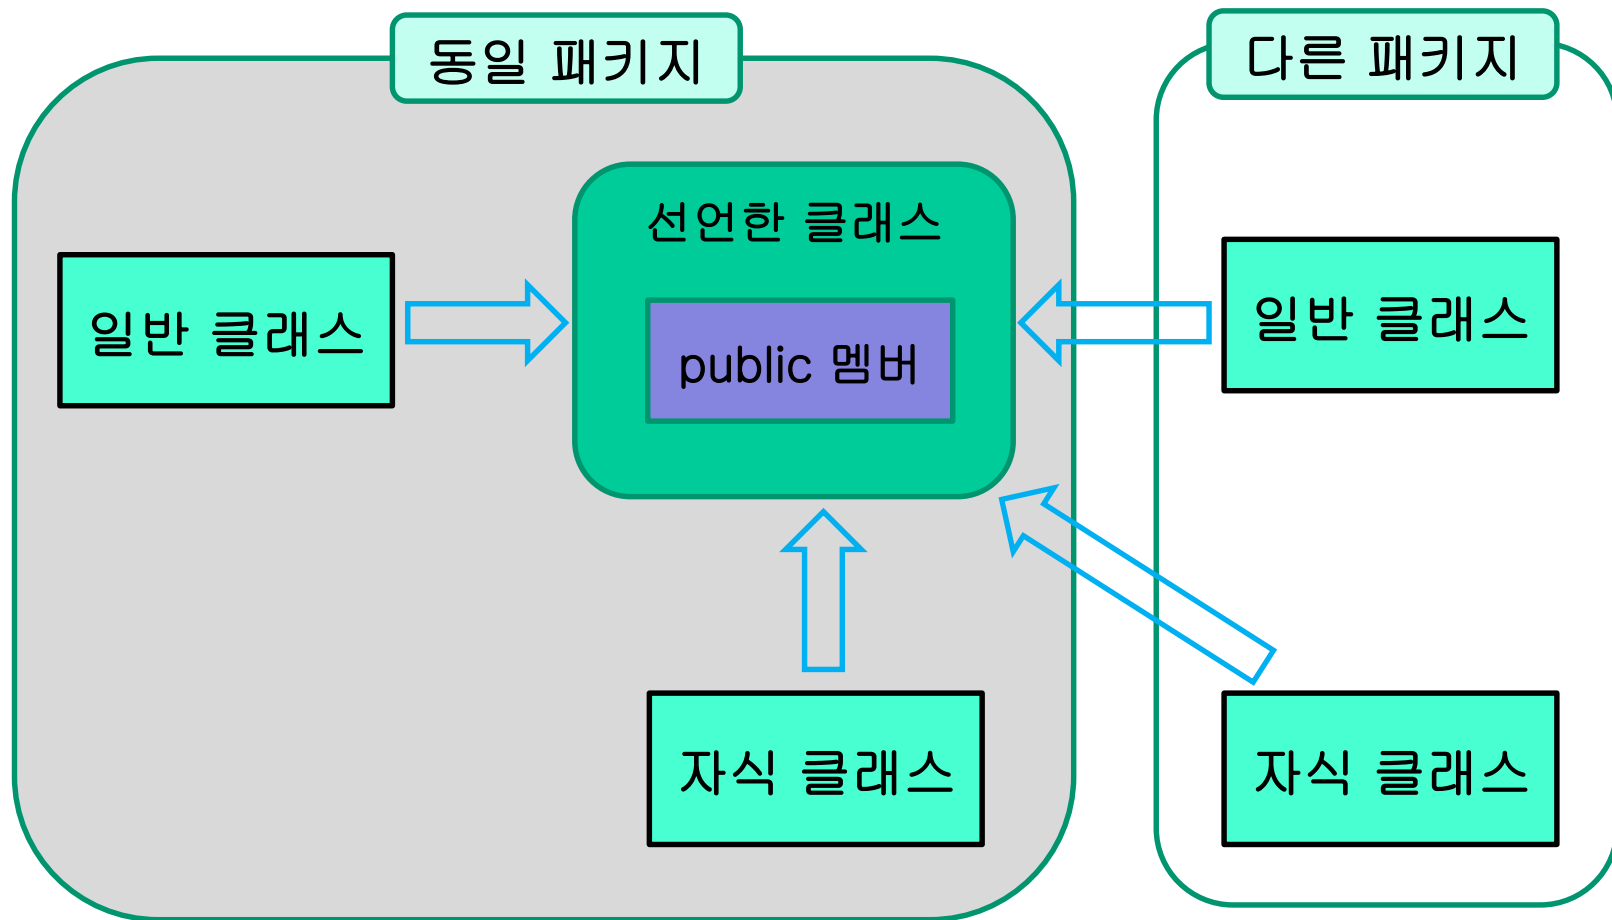 동일 패키지
다른 패키지
선언한 클래스
일반 클래스
public 멤버
일반 클래스
자식 클래스
자식 클래스